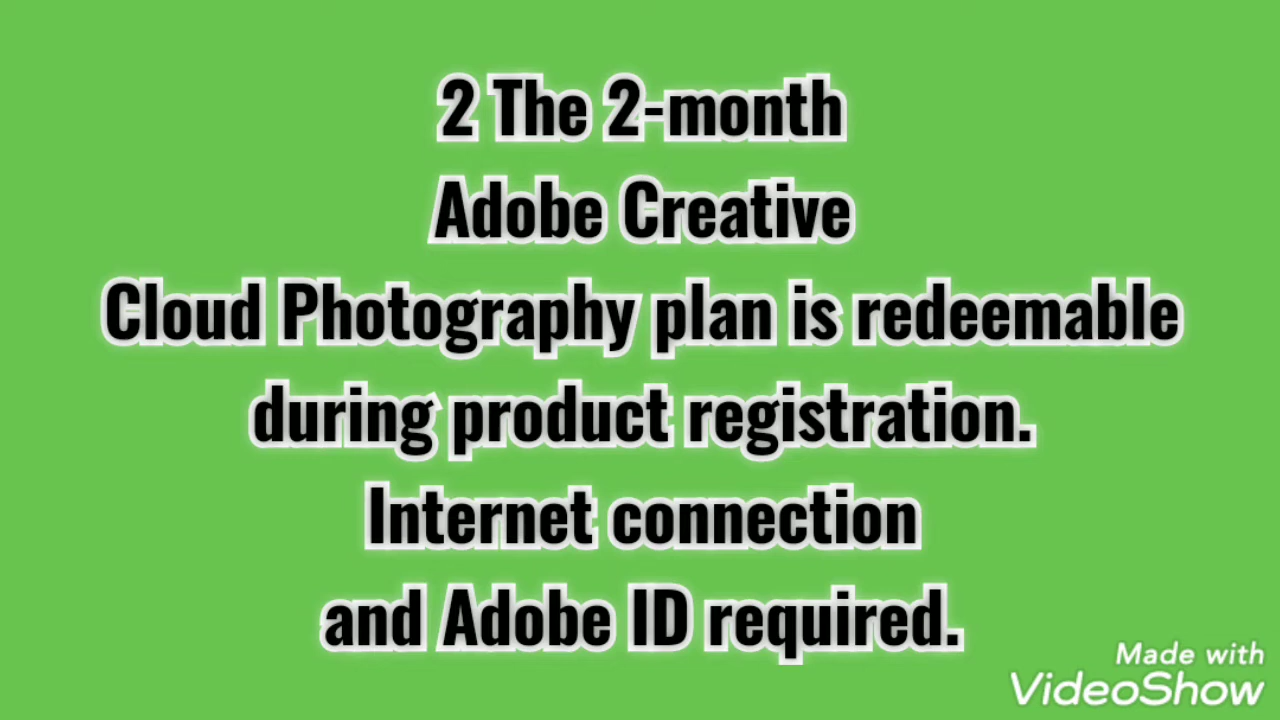 2 The 2-month
Adobe Creative
Cloud Photography plan is redeemable
during product registration.
Internet connection
and Adobe ID required.
Made with
VideoShow